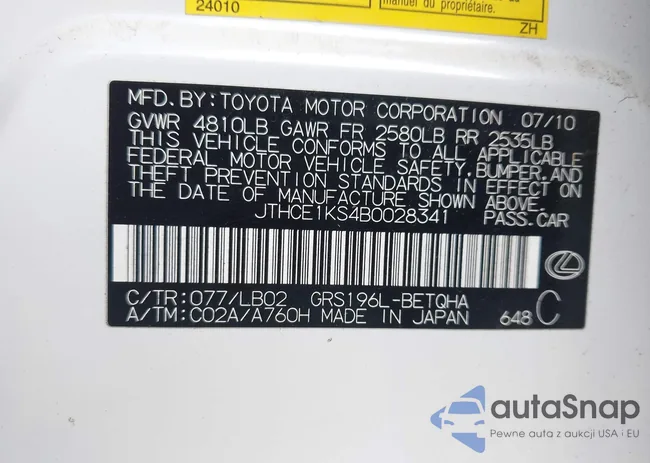 manuel du propriétaire.
24010
ZH
MFD. BY: TOYOTA MOTOR CORPORATION 07/10
GVWR 4810LB GAWR FR 2580LB RR 2535LB
THIS VEHICLE CONFORMS TO ALL APPLICABLE
FEDERAL MOTOR VEHICLE SAFETY, BUMPER, AND
THEFT PREVENTION STANDARDS IN EFFECT ON
THE DATE OF MANUFACTURE SHOWN ABOVE.
JTHCE1KS4B0028341 PASS.CAR
C/TR: 077/LB02 GRS196L-BETQHA
A/TM: C02A/A760H MADE IN JAPAN 648 C
autaSnap
Pewne auta z aukcji USA i EU